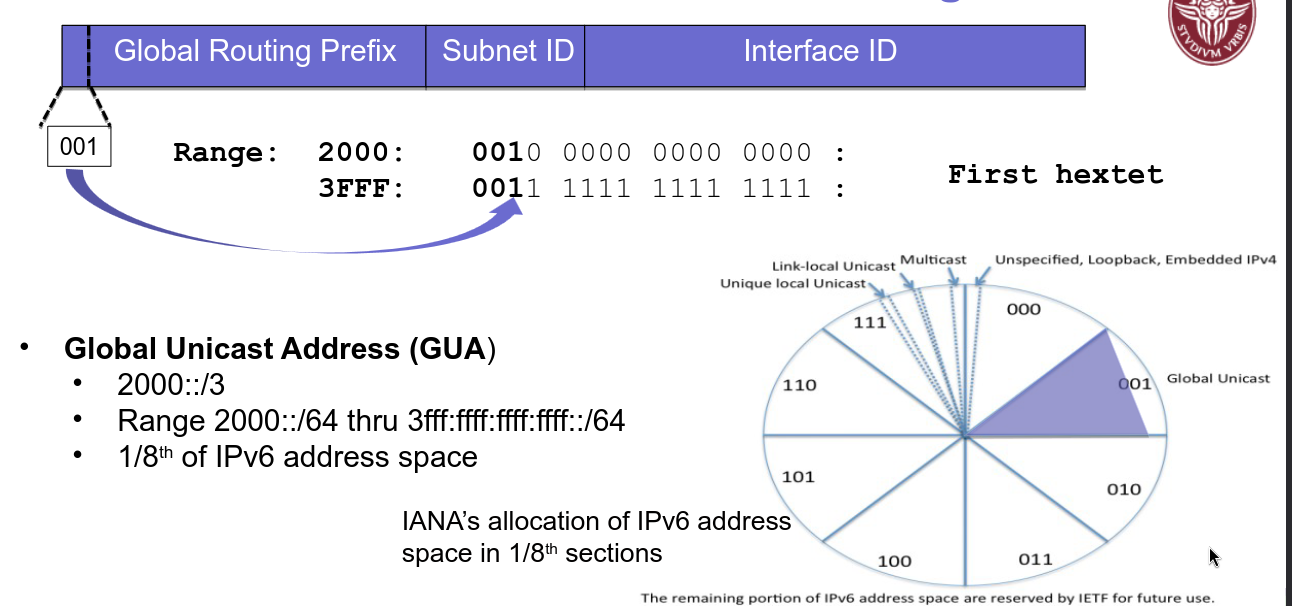 Global Routing Prefix Subnet ID Interface ID
STVDIVM VRBIS
001
Range: 2000: 0010 0000 0000 0000 :
3FFF: 0011 1111 1111 1111 :
First hextet
Global Unicast Address (GUA)
2000::/3
Range 2000::/64 thru 3fff:ffff:ffff:ffff::/64
1/8th of IPv6 address space
IANA’s allocation of IPv6 address
space in 1/8th sections
Link-local Unicast Multicast Unspecified, Loopback, Embedded IPv4
Unique local Unicast
000
111
110
001 Global Unicast
101
010
100
011
The remaining portion of IPv6 address space are reserved by IETF for future use.